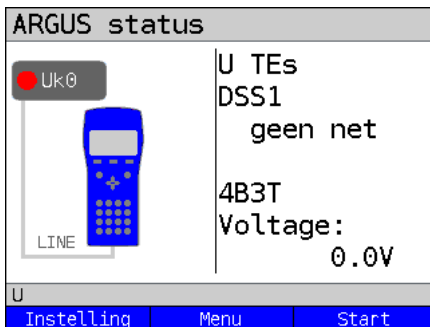 ARGUS status
Uk0
LINE
U TEs
DSS1
geen net
4B3T
Voltage:
0.0V
U
Instelling Menu Start